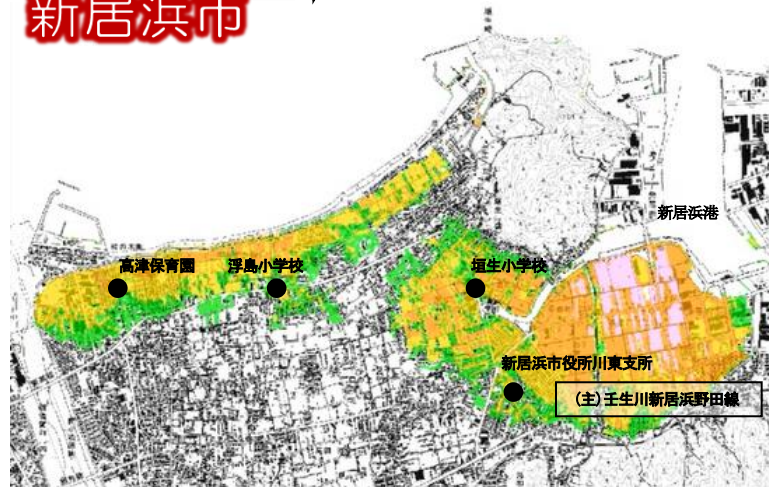 新居浜市
新居浜港
高津保育園
浮島小学校
垣生小学校
新居浜市役所川東支所
(主)壬生川新居浜野田線